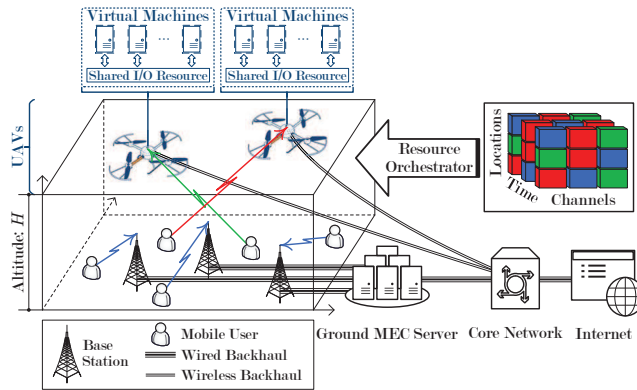 Virtual Machines
Virtual Machines
...
...
Shared I/O Resource
Shared I/O Resource
UAVs
Altitude: H
Resource
Orchestrator
Locations
Time
Channels
Base
Station
Mobile User
Wired Backhaul
Wireless Backhaul
Ground MEC Server
Core Network
Internet